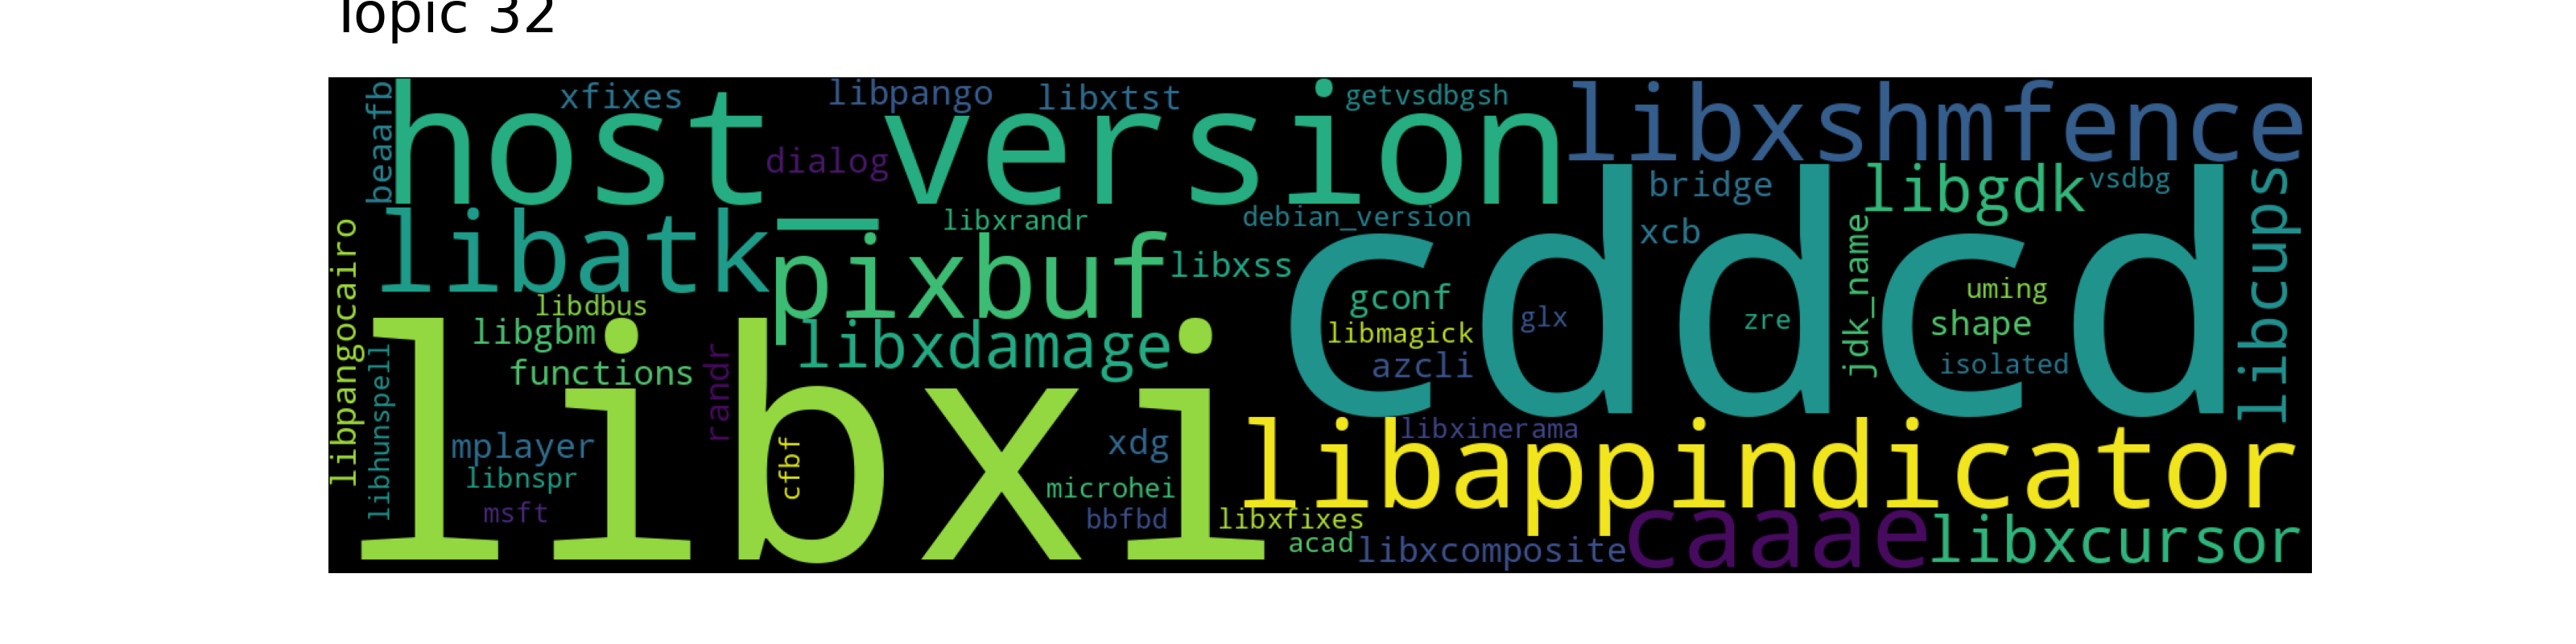 Topic 32
beaafb
xfixes
libpango
libxtst
getvsdbgsh
libxshmfence
host_version
dialog
bridge
libgdk
vsdbg
libcups
libatk
libxrandr
debian_version
xcb
jdk_name
libpangocairo
pixbuf
libxss
cddcd
gconf
uming
libdbus
libgbm
libxdamage
libmagick
glx
zre
shape
functions
randr
azcli
isolated
libhunspell
libxi
mplayer
cfbf
xdg
libxinerama
libappindicator
libnspr
microhei
msft
bbfbd
libxfixes
acad
libxcomposite
caaae
libxcursor